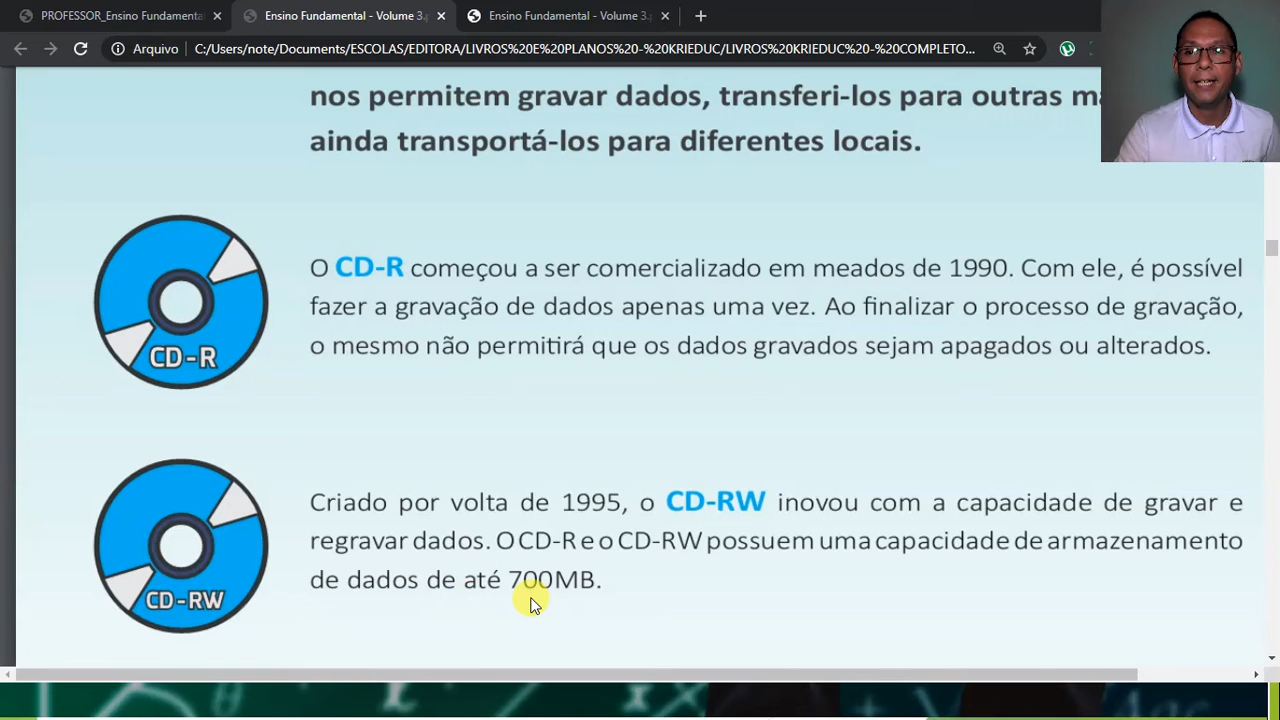 PROFESSOR_Ensino Fundamental
Ensino Fundamental - Volume 3.
Ensino Fundamental - Volume 3.
Arquivo
C:/Users/note/Documents/ESCOLAS/EDITORA/LIVROS%20E%20PLANOS%20-%20KRIEDUC/LIVROS%20KRIEDUC%20-%20COMPLETO...
nos permitem gravar dados, transferi-los para outras
ainda transportá-los para diferentes locais.
O CD-R começou a ser comercializado em meados de 1990. Com ele, é possível
fazer a gravação de dados apenas uma vez. Ao finalizar o processo de gravação,
o mesmo não permitirá que os dados gravados sejam apagados ou alterados.
CD-R
Criado por volta de 1995, o CD-RW inovou com a capacidade de gravar e
regravar dados. O CD-R e o CD-RW possuem uma capacidade de armazenamento
de dados de até 700MB.
CD-RW